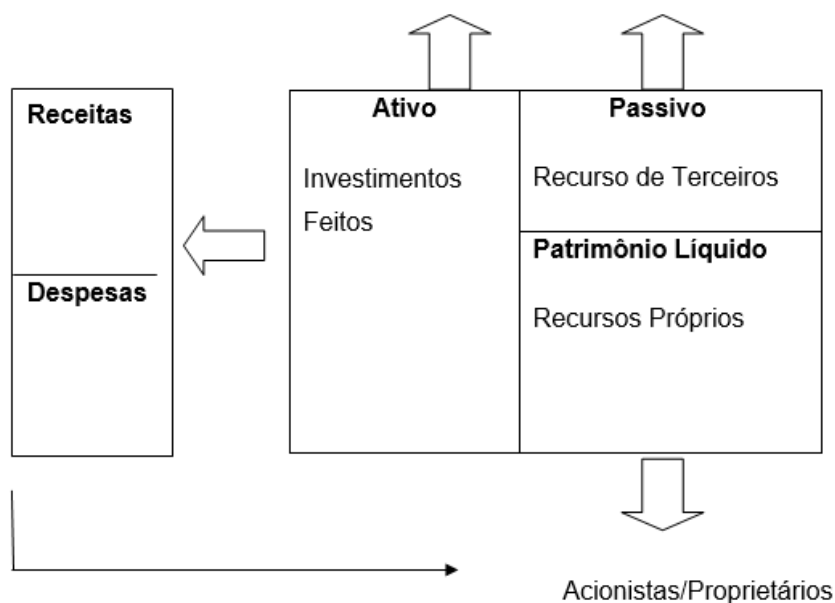 Receitas
Despesas
Ativo
Investimentos
Feitos
Passivo
Recurso de Terceiros
Patrimônio Líquido
Recursos Próprios
Acionistas/Proprietários